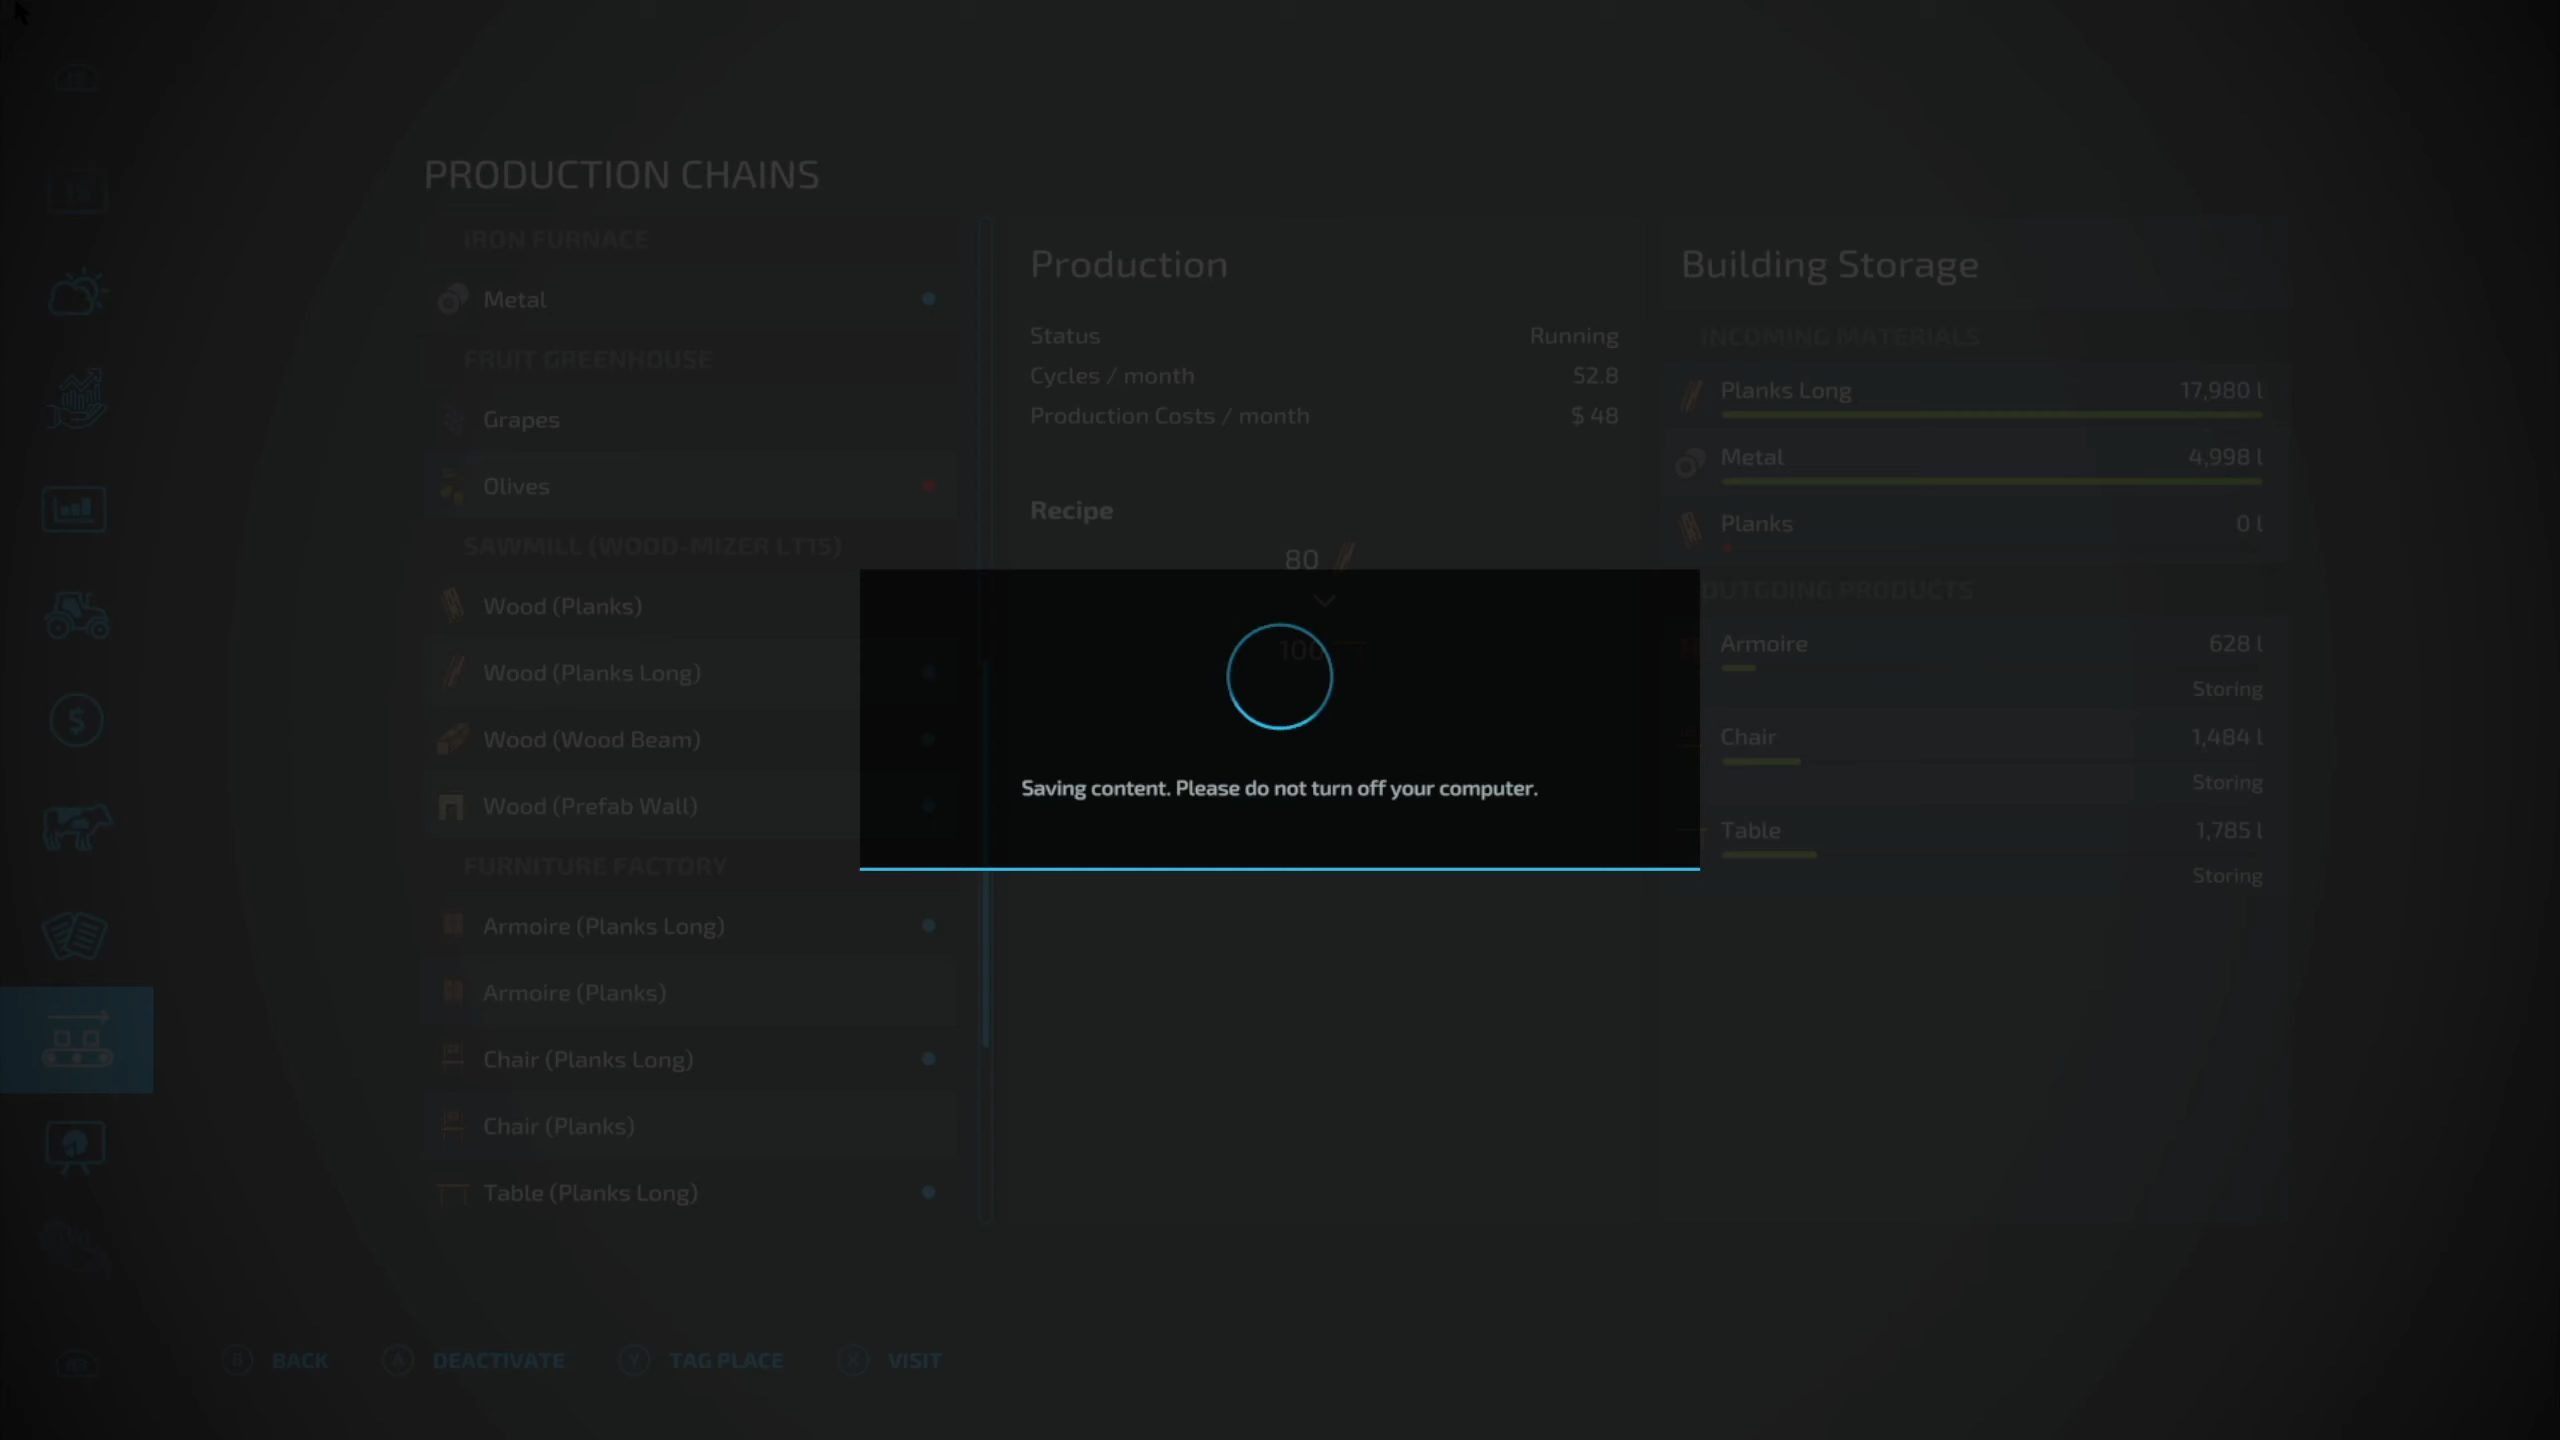 PRODUCTION CHAINS
IRON FURNACE
Metal
FRUIT GREENHOUSE
Grapes
Olives
SAWMILL (WOOD-MIZER LT15)
Wood (Planks)
Wood (Planks Long)
Wood (Wood Beam)
Wood (Prefab Wall)
FURNITURE FACTORY
Armoire (Planks Long)
Armoire (Planks)
Chair (Planks Long)
Chair (Planks)
Table (Planks Long)
Production
Status Running
Cycles / month 52.8
Production Costs / month $ 48
Recipe
80
100
Saving content. Please do not turn off your computer.
Building Storage
INCOMING MATERIALS
Planks Long 17,980 l
Metal 4,998 l
Planks 0 l
OUTGOING PRODUCTS
Armoire 628 l
Storing
Chair 1,484 l
Storing
Table 1,785 l
Storing
B BACK A DEACTIVATE Y TAG PLACE X VISIT